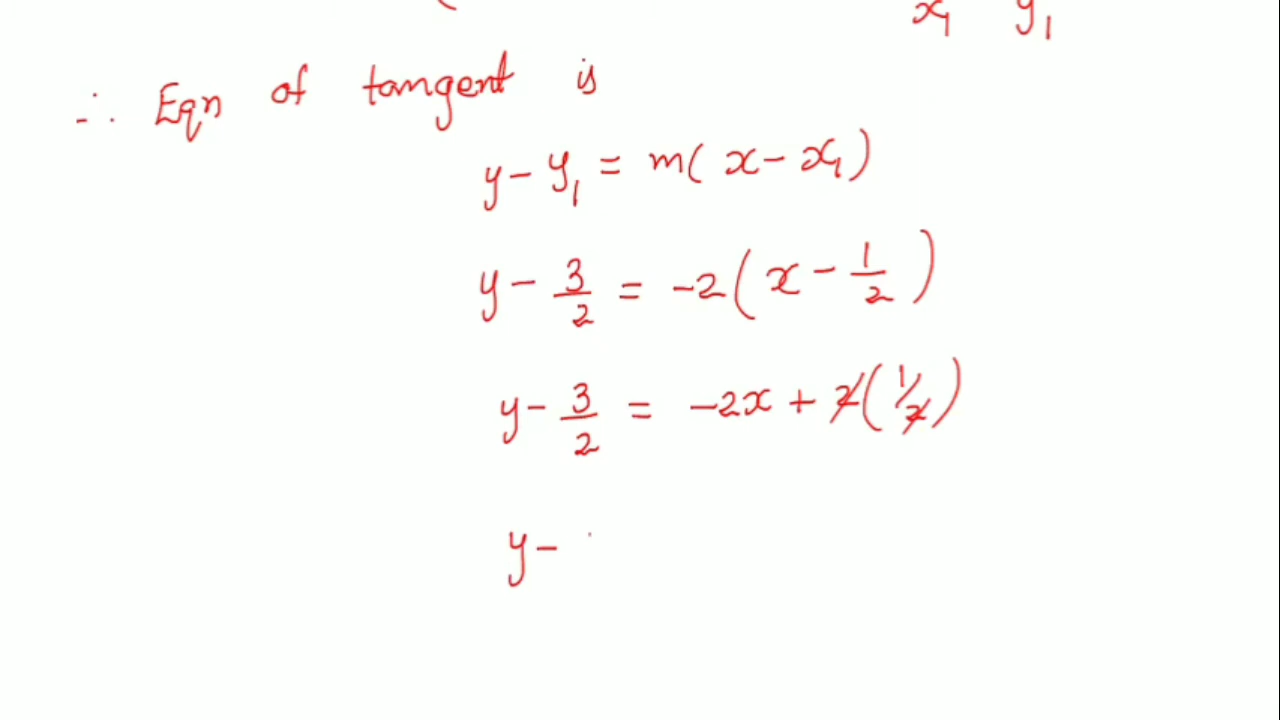 x₁ y₁
∴ Eqn of tangent is
y - y₁ = m( x - x₁ )
y - 3/2 = -2( x - 1/2 )
y - 3/2 = -2x + 2( 1/2 )
y -